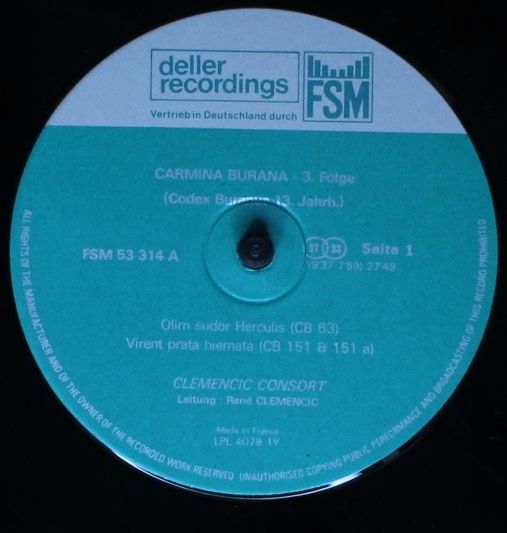 deller
recordings
FSM
Vertrieb in Deutschland durch
CARMINA BURANA - 3. Folge
(Codex Buranus 13. Jahrh.)
FSM 53 314 A
ST 33 Seite 1
27'49
Olim sudor Herculis (CB 63)
Virent prata hiemata (CB 151 & 151 a)
CLEMENCIC CONSORT
Leitung : René CLEMENCIC
Made in France
LPL 4078 1Y
ALL RIGHTS OF THE MANUFACTURER AND OF THE OWNER OF THE RECORDED WORK RESERVED UNAUTHORISED COPYING PUBLIC PERFORMANCE AND BROADCASTING OF THIS RECORD PROHIBITED